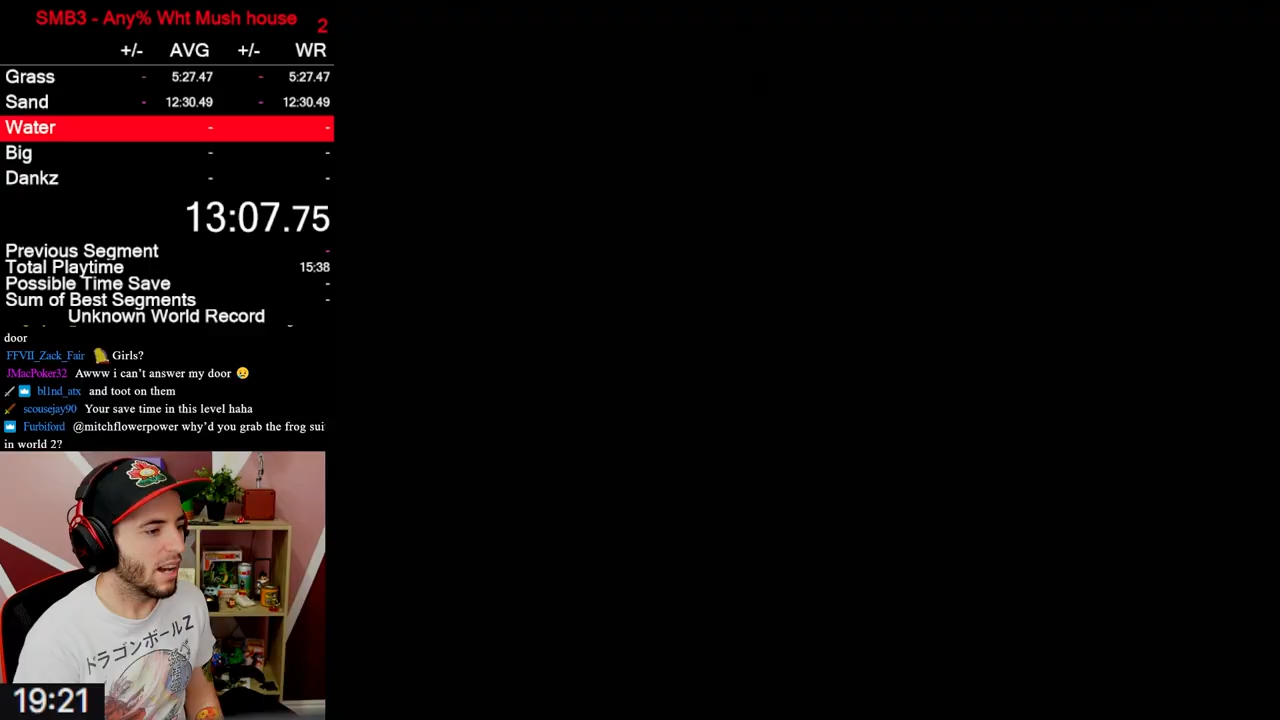 SMB3 - Any% Wht Mush house 2
+/- AVG +/- WR
Grass - 5:27.47 - 5:27.47
Sand - 12:30.49 - 12:30.49
Water - -
Big - -
Dankz - -
13:07.75
Previous Segment -
Total Playtime 15:38
Possible Time Save -
Sum of Best Segments -
Unknown World Record
door
FFVII_Zack_Fair Girls?
JMacPoker32 Awww i can't answer my door
bl1nd_atx and toot on them
scousejay90 Your save time in this level haha
Furbiford @mitchflowerpower why'd you grab the frog sui
in world 2?
ドラゴンボールZ
19:21